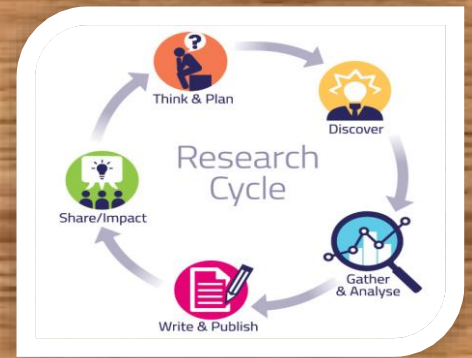 ?
Think & Plan
Discover
Research
Cycle
Share/Impact
Gather
& Analyse
Write & Publish